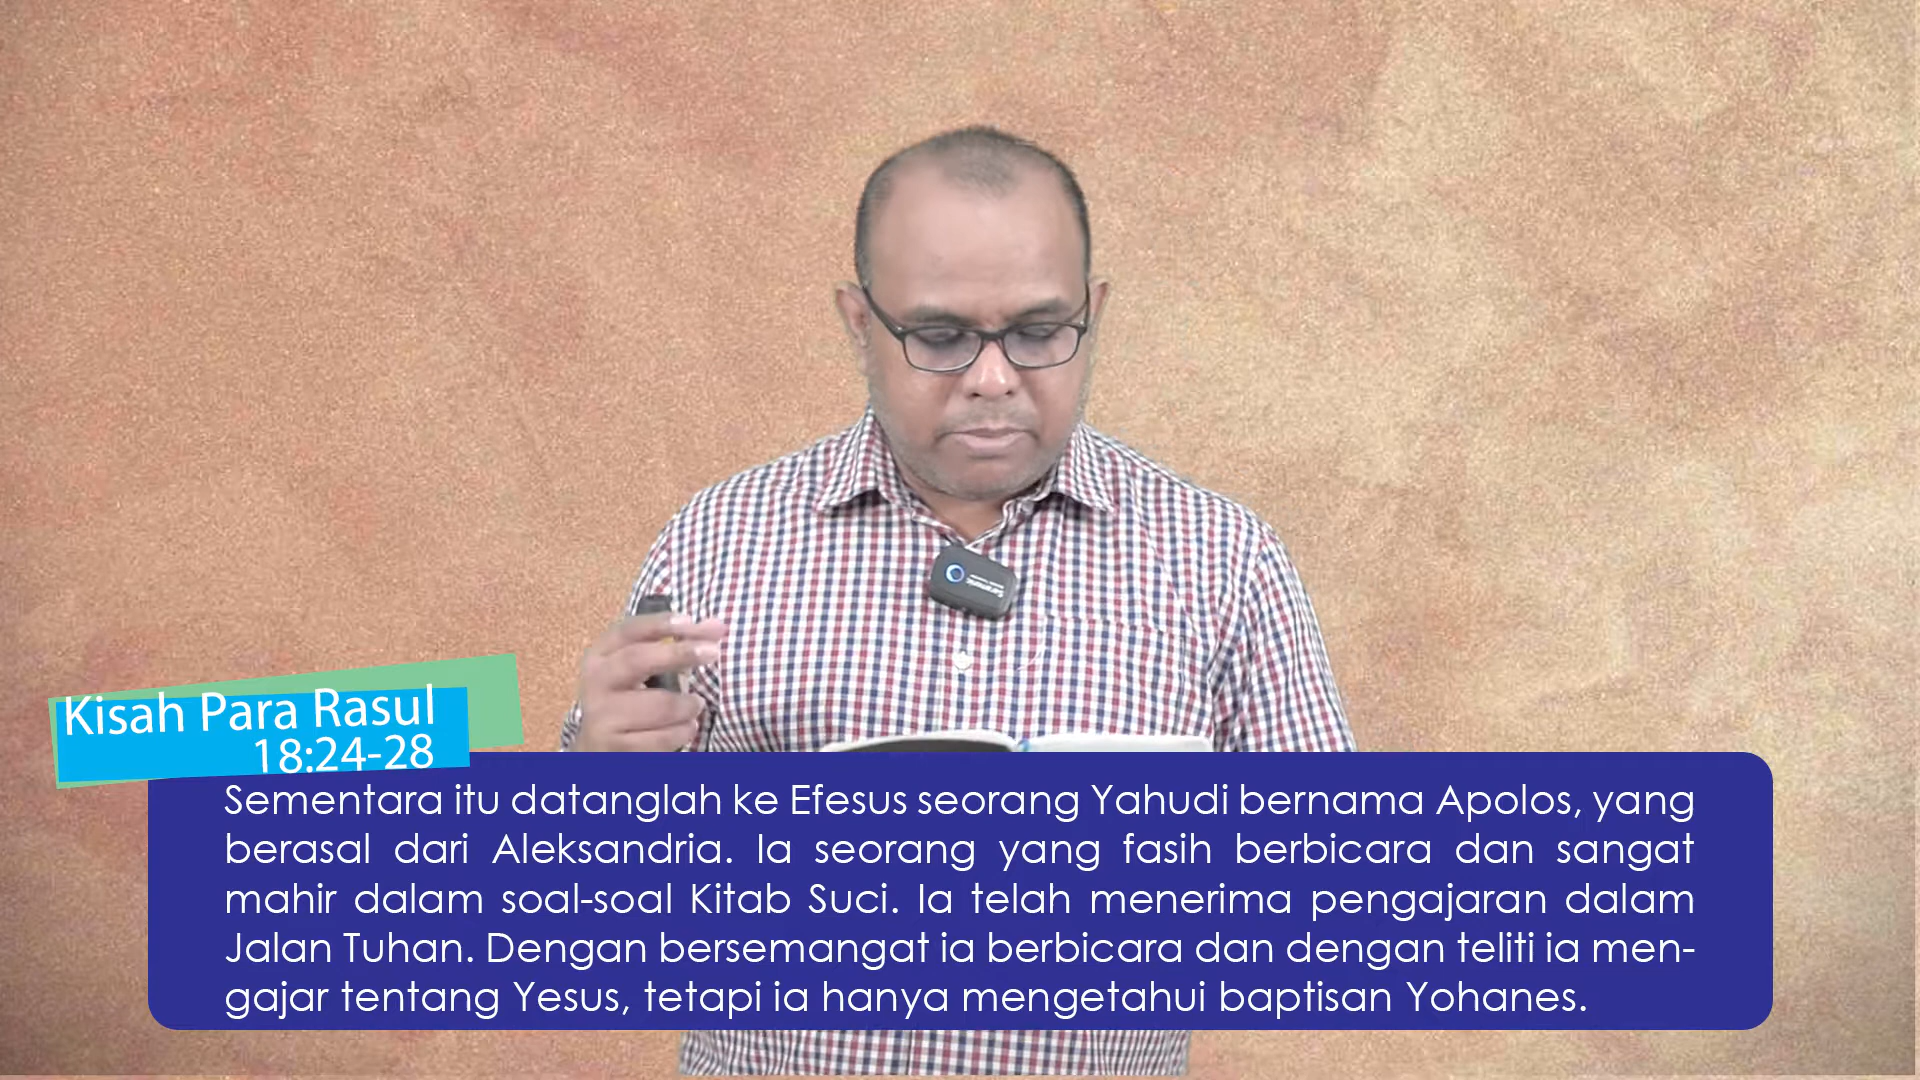 Kisah Para Rasul
18:24-28
Sementara itu datanglah ke Efesus seorang Yahudi bernama Apolos, yang
berasal dari Aleksandria. Ia seorang yang fasih berbicara dan sangat
mahir dalam soal-soal Kitab Suci. Ia telah menerima pengajaran dalam
Jalan Tuhan. Dengan bersemangat ia berbicara dan dengan teliti ia men-
gajar tentang Yesus, tetapi ia hanya mengetahui baptisan Yohanes.